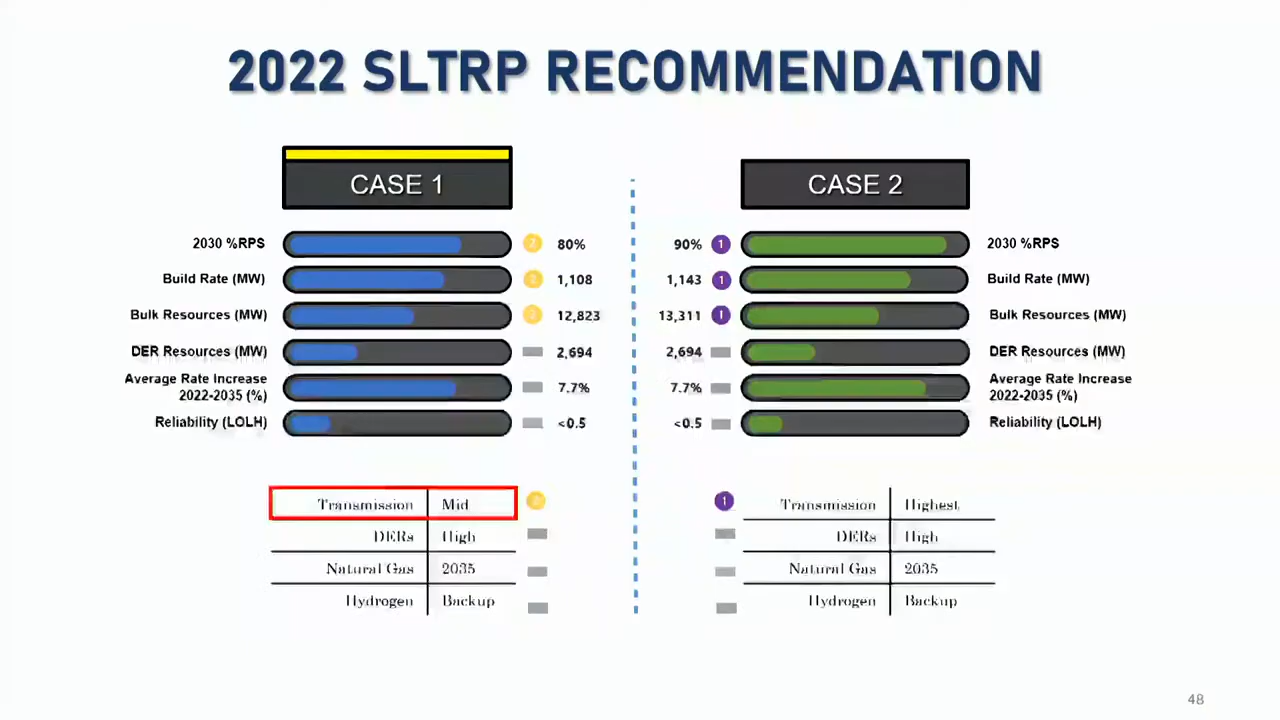 2022 SLTRP RECOMMENDATION
CASE 1
2030 %RPS 2 80%
Build Rate (MW) 1,108
Bulk Resources (MW) 12,823
DER Resources (MW) 2,694
Average Rate Increase
2022-2035 (%) 7.7%
Reliability (LOLH) <0.5
Transmission Mid
DERs High
Natural Gas 2035
Hydrogen Backup
CASE 2
90% 1 2030 %RPS
1,143 1 Build Rate (MW)
13,311 1 Bulk Resources (MW)
2,694 DER Resources (MW)
7.7% Average Rate Increase
2022-2035 (%)
<0.5 Reliability (LOLH)
1 Transmission Highest
DERs High
Natural Gas 2035
Hydrogen Backup
48